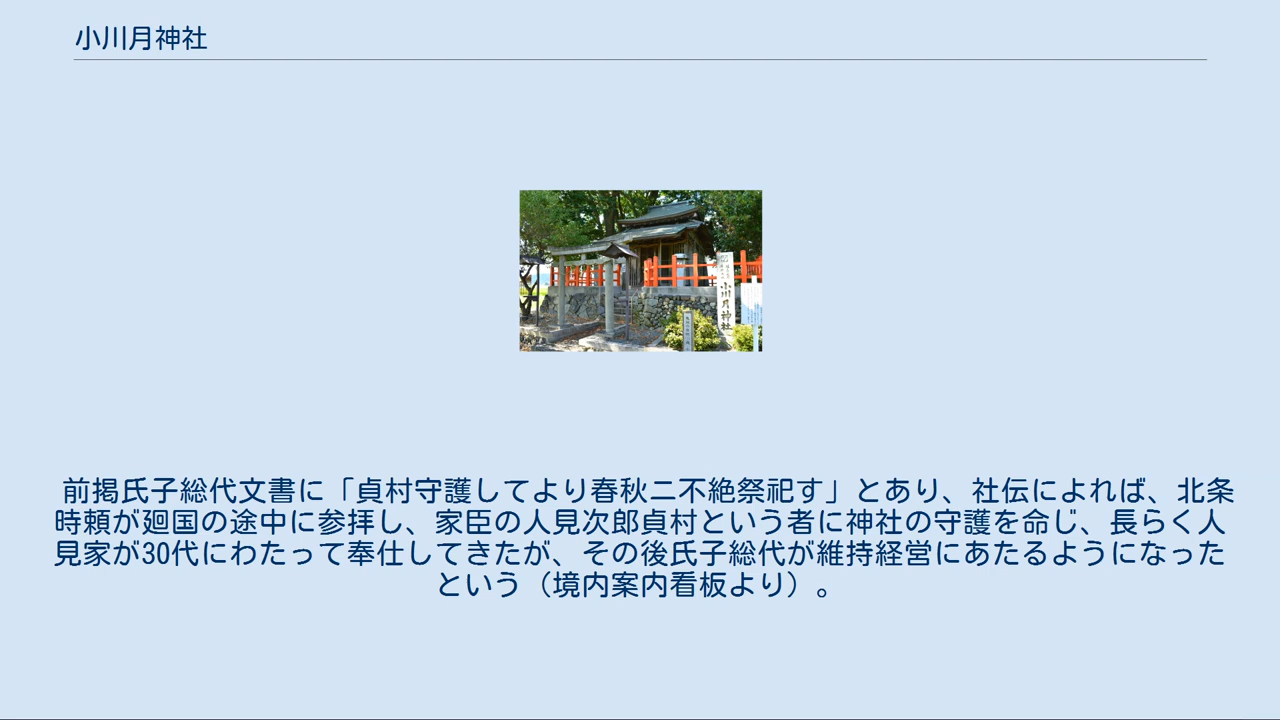 小川月神社
小川月神社
前掲氏子総代文書に「貞村守護してより春秋二不絶祭祀す」とあり、社伝によれば、北条
時頼が廻国の途中に参拝し、家臣の人見次郎貞村という者に神社の守護を命じ、長らく人
見家が30代にわたって奉仕してきたが、その後氏子総代が維持経営にあたるようになった
という（境内案内看板より）。